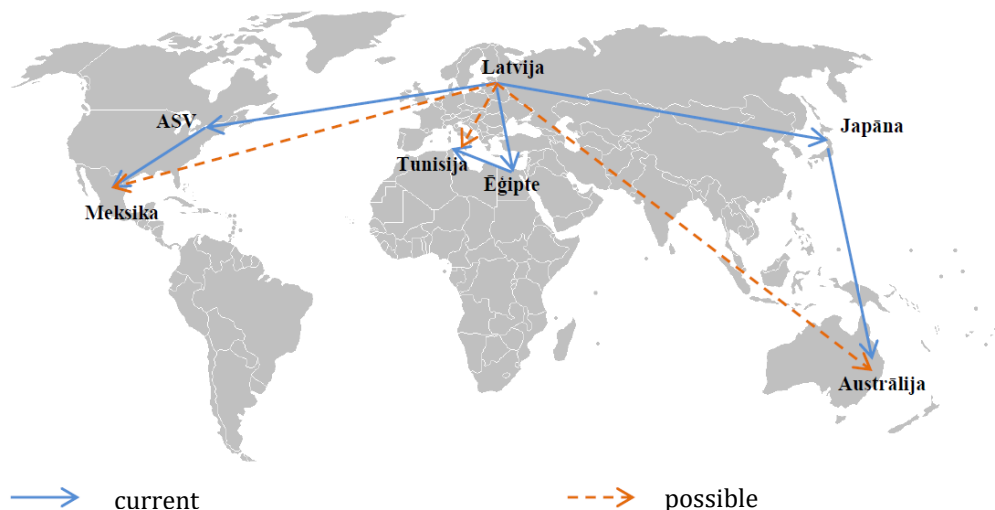 Latvija
ASV
Japāna
Tunisija
Ēģipte
Meksika
Austrālija
current
possible